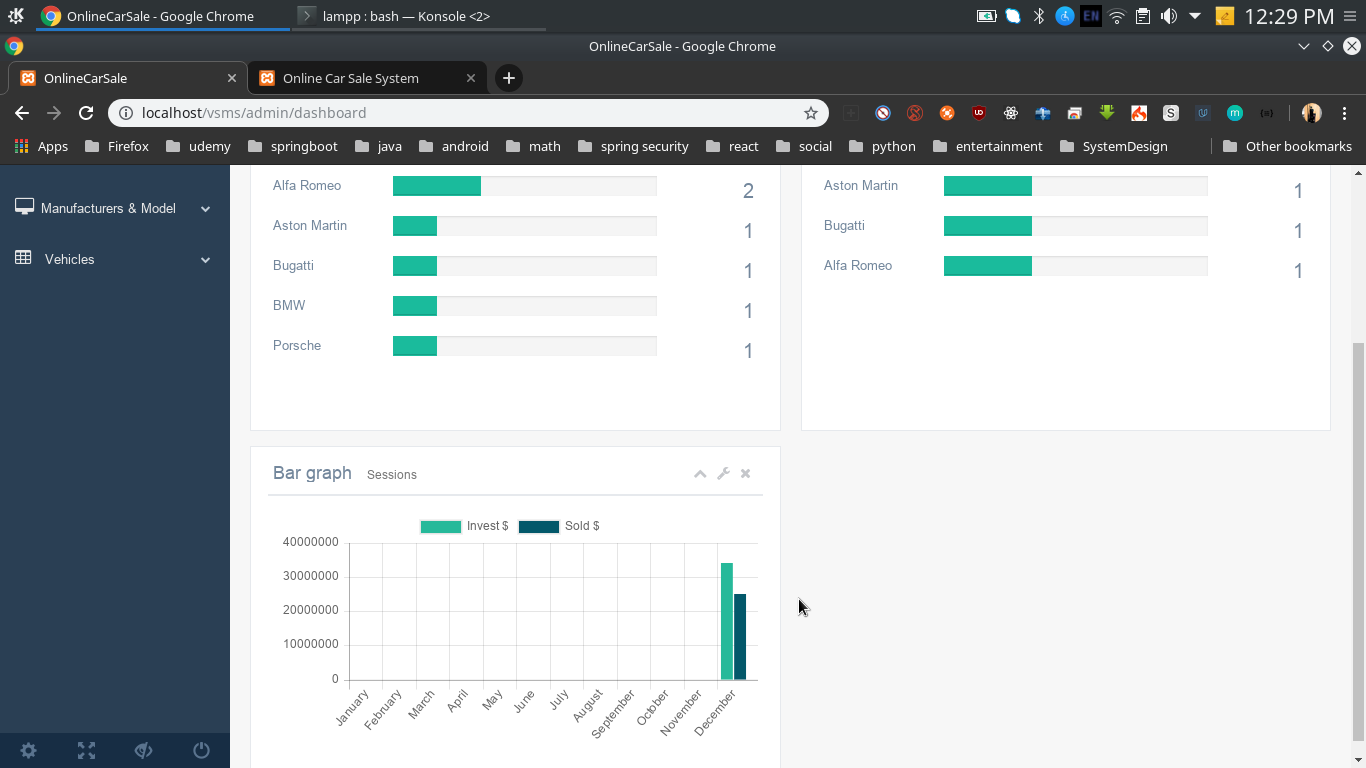 OnlineCarSale - Google Chrome
lampp : bash — Konsole <2>
EN
12:29 PM
OnlineCarSale - Google Chrome
OnlineCarSale
Online Car Sale System
localhost/vsms/admin/dashboard
Apps
Firefox
udemy
springboot
java
android
math
spring security
react
social
python
entertainment
SystemDesign
Other bookmarks
Manufacturers & Model
Vehicles
Alfa Romeo 2
Aston Martin 1
Bugatti 1
BMW 1
Porsche 1
Aston Martin 1
Bugatti 1
Alfa Romeo 1
Bar graph Sessions
Invest $ Sold $
40000000
30000000
20000000
10000000
0
January
February
March
April
May
June
July
August
September
October
November
December